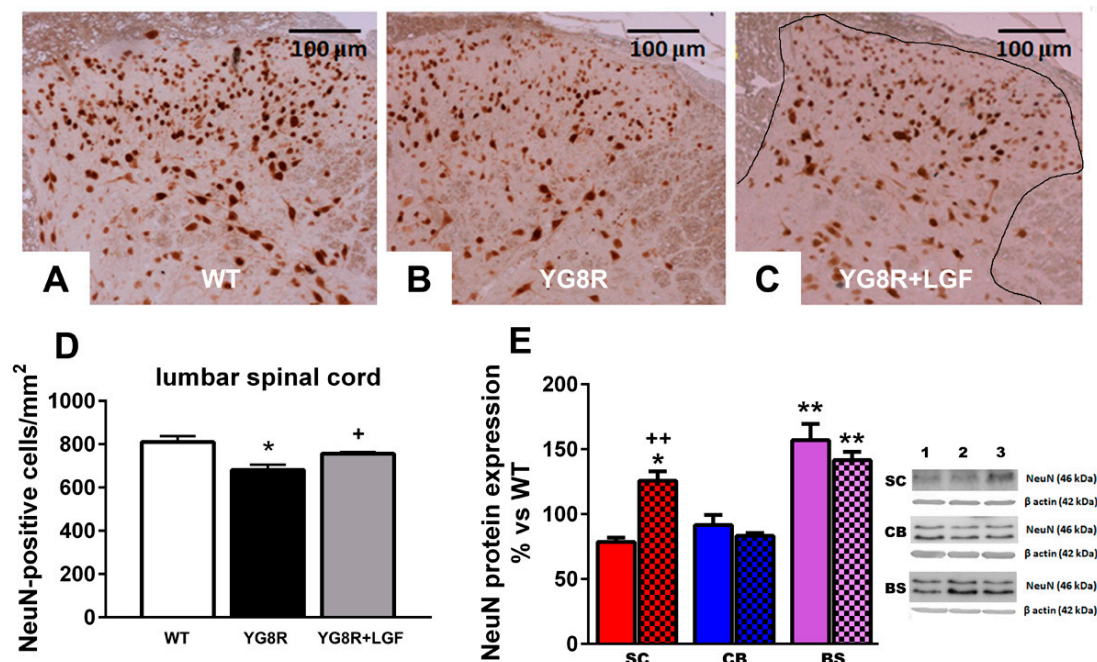 100 µm
100 µm
100 µm
A
WT
B
YG8R
C
YG8R+LGF
D
lumbar spinal cord
NeuN-positive cells/mm²
1000
800
600
400
200
0
*
+
WT
YG8R
YG8R+LGF
E
NeuN protein expression
% vs WT
200
150
100
50
0
++
*
**
**
SC
CB
BS
1 2 3
SC
NeuN (46 kDa)
β actin (42 kDa)
CB
NeuN (46 kDa)
β actin (42 kDa)
BS
NeuN (46 kDa)
β actin (42 kDa)